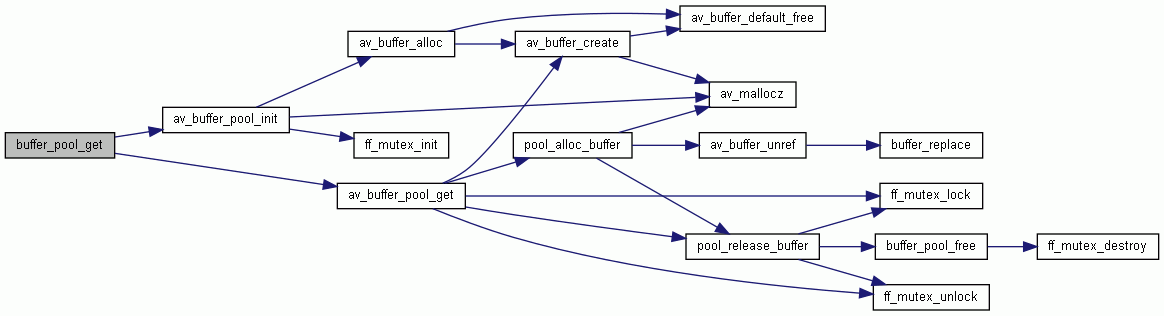 av_buffer_default_free
av_buffer_alloc
av_buffer_create
av_mallocz
av_buffer_pool_init
buffer_pool_get
ff_mutex_init
pool_alloc_buffer
av_buffer_unref
buffer_replace
av_buffer_pool_get
ff_mutex_lock
pool_release_buffer
buffer_pool_free
ff_mutex_destroy
ff_mutex_unlock